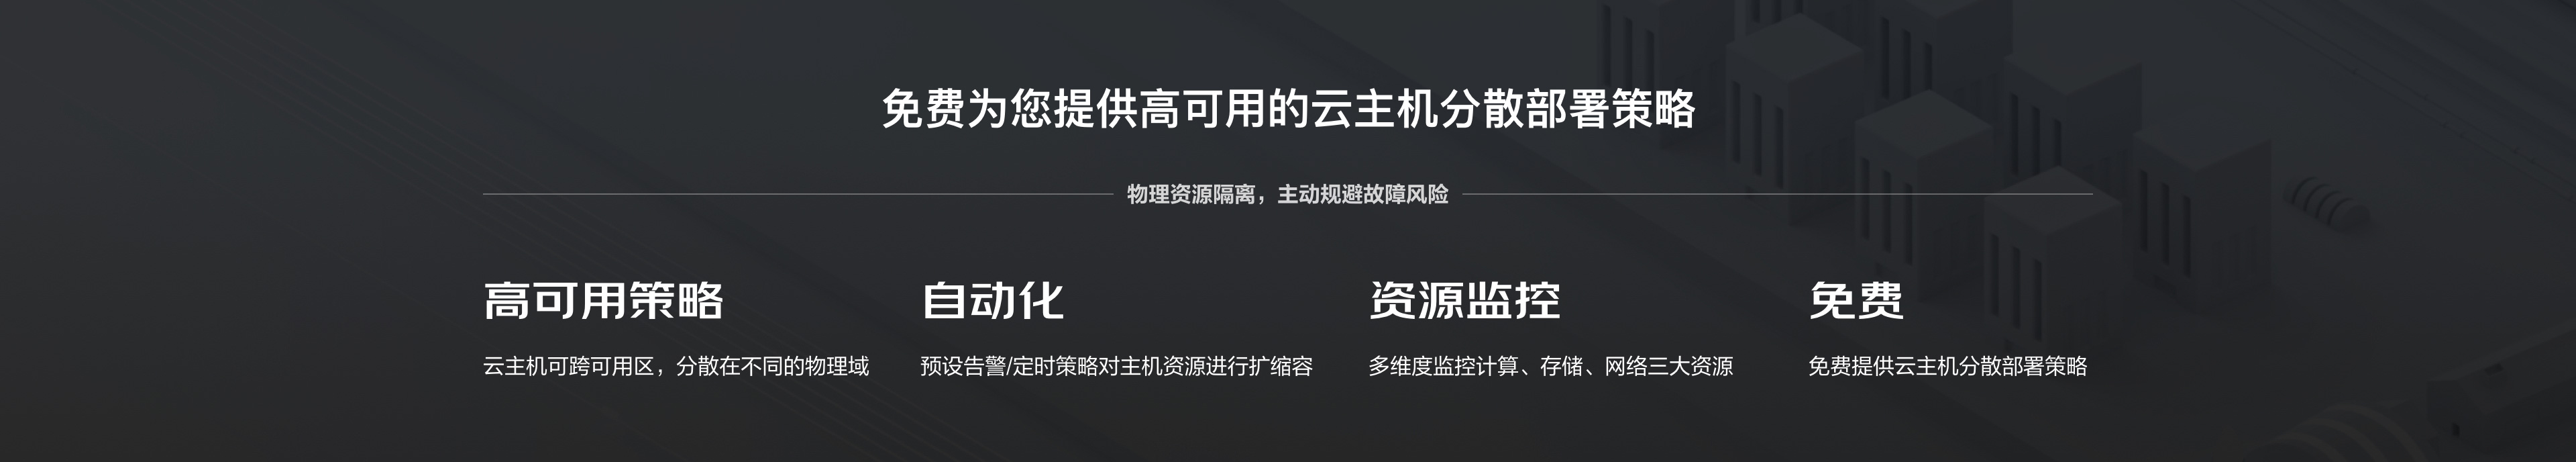 免费为您提供高可用的云主机分散部署策略
物理资源隔离，主动规避故障风险
高可用策略
云主机可跨可用区，分散在不同的物理域
自动化
预设告警/定时策略对主机资源进行扩缩容
资源监控
多维度监控计算、存储、网络三大资源
免费
免费提供云主机分散部署策略